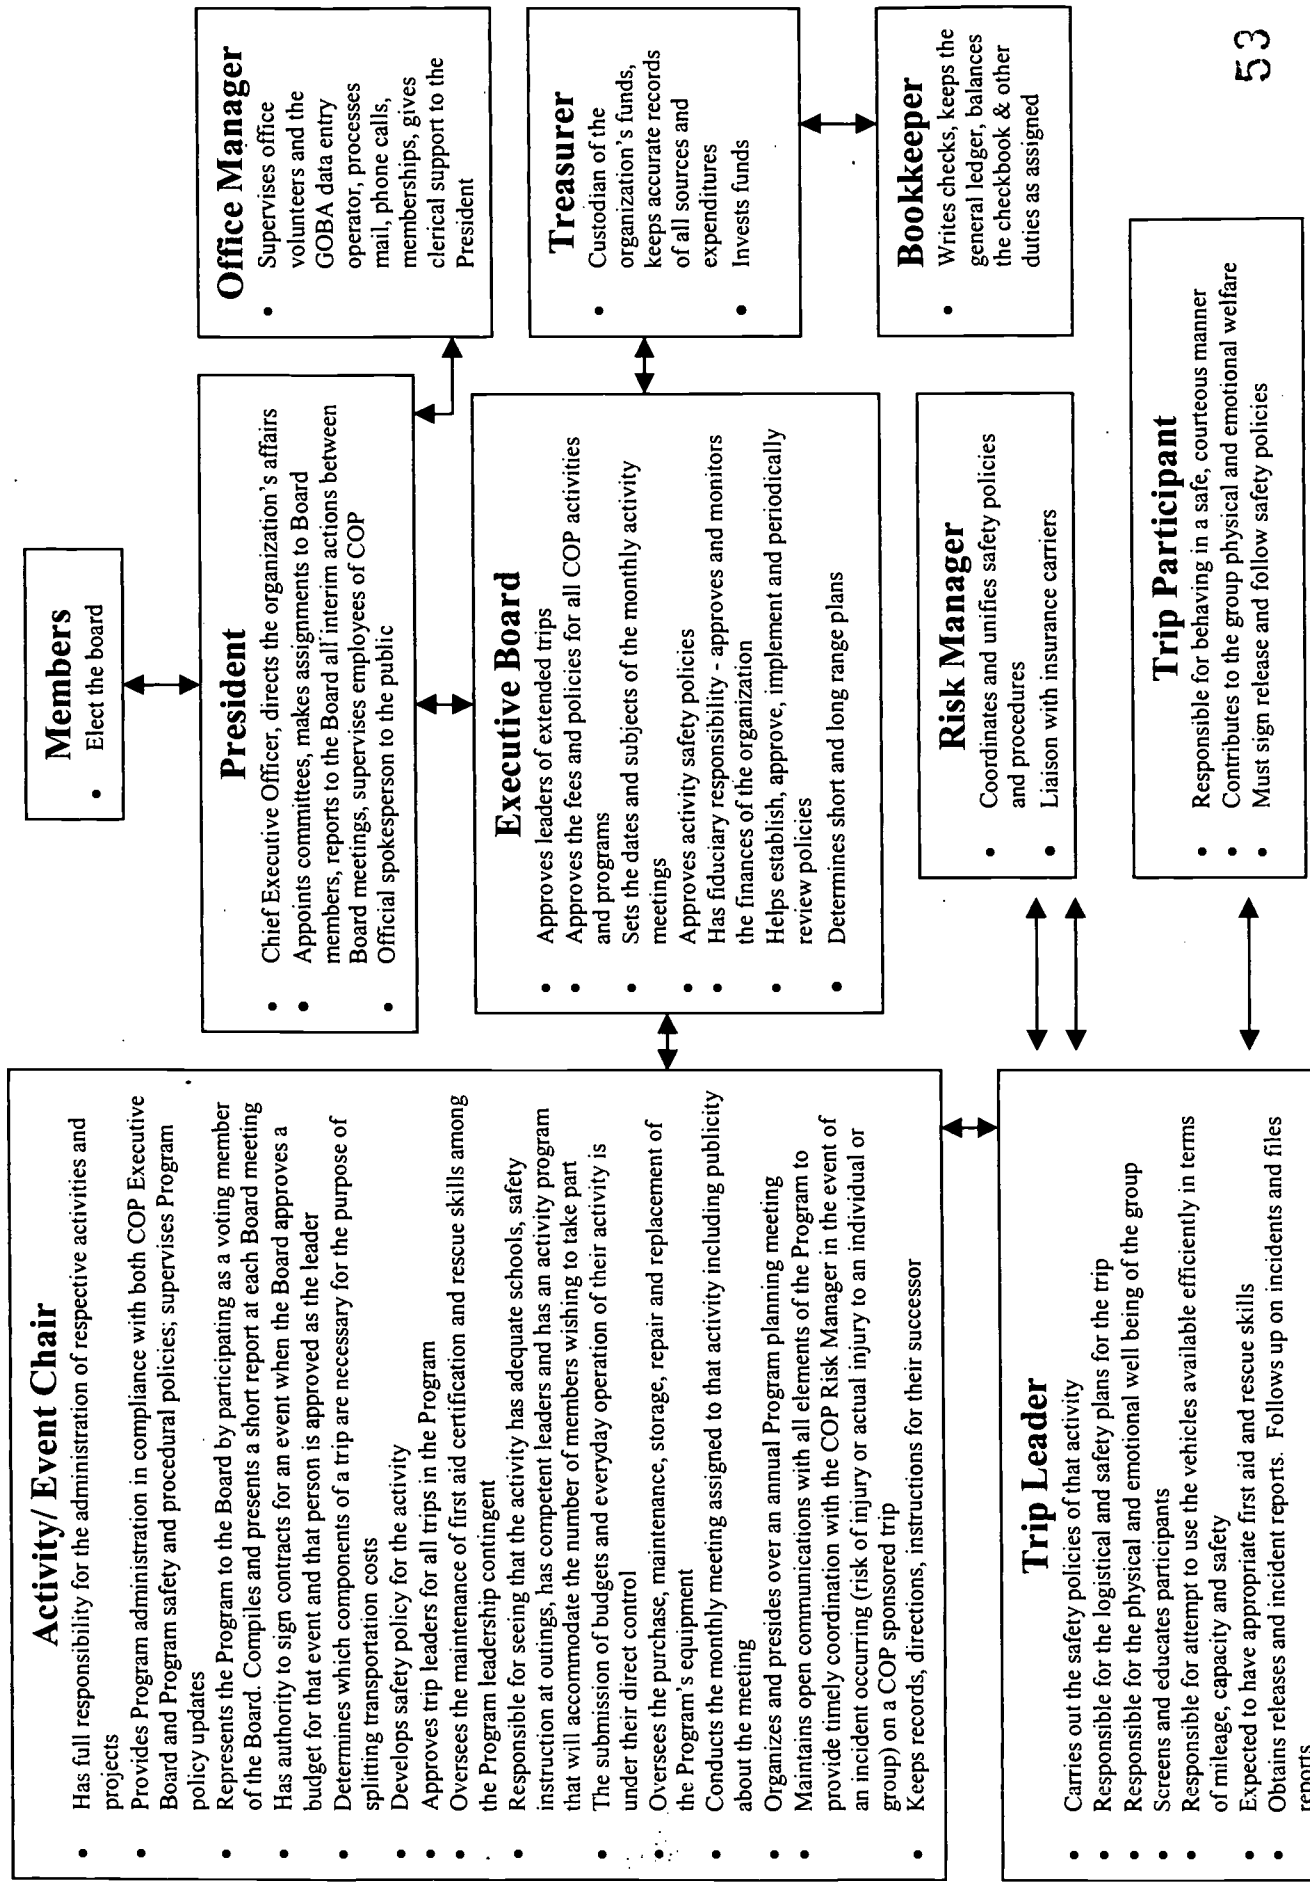 Members
• Elect the board
President
• Chief Executive Officer, directs the organization's affairs
• Appoints committees, makes assignments to Board
members, reports to the Board all interim actions between
Board meetings, supervises employees of COP
• Official spokesperson to the public
Office Manager
• Supervises office
volunteers and the
GOBA data entry
operator, processes
mail, phone calls,
memberships, gives
clerical support to the
President
Activity/ Event Chair
• Has full responsibility for the administration of respective activities and
projects
• Provides Program administration in compliance with both COP Executive
Board and Program safety and procedural policies; supervises Program
policy updates
• Represents the Program to the Board by participating as a voting member
of the Board. Compiles and presents a short report at each Board meeting
• Has authority to sign contracts for an event when the Board approves a
budget for that event and that person is approved as the leader
• Determines which components of a trip are necessary for the purpose of
splitting transportation costs
• Develops safety policy for the activity
• Approves trip leaders for all trips in the Program
• Oversees the maintenance of first aid certification and rescue skills among
the Program leadership contingent
• Responsible for seeing that the activity has adequate schools, safety
instruction at outings, has competent leaders and has an activity program
that will accommodate the number of members wishing to take part
• The submission of budgets and everyday operation of their activity is
under their direct control
• Oversees the purchase, maintenance, storage, repair and replacement of
the Program's equipment
• Conducts the monthly meeting assigned to that activity including publicity
about the meeting
• Organizes and presides over an annual Program planning meeting
• Maintains open communications with all elements of the Program to
provide timely coordination with the COP Risk Manager in the event of
an incident occurring (risk of injury or actual injury to an individual or
group) on a COP sponsored trip
• Keeps records, directions, instructions for their successor
Executive Board
• Approves leaders of extended trips
• Approves the fees and policies for all COP activities
and programs
• Sets the dates and subjects of the monthly activity
meetings
• Approves activity safety policies
• Has fiduciary responsibility - approves and monitors
the finances of the organization
• Helps establish, approve, implement and periodically
review policies
• Determines short and long range plans
Treasurer
• Custodian of the
organization's funds,
keeps accurate records
of all sources and
expenditures
• Invests funds
Bookkeeper
Writes checks, keeps the
general ledger, balances
the checkbook & other
duties as assigned
Risk Manager
• Coordinates and unifies safety policies
and procedures
• Liaison with insurance carriers
Trip Leader
• Carries out the safety policies of that activity
• Responsible for the logistical and safety plans for the trip
• Responsible for the physical and emotional well being of the group
• Screens and educates participants
• Responsible for attempt to use the vehicles available efficiently in terms
of mileage, capacity and safety
• Expected to have appropriate first aid and rescue skills
• Obtains releases and incident reports. Follows up on incidents and files
reports
Trip Participant
• Responsible for behaving in a safe, courteous manner
• Contributes to the group physical and emotional welfare
• Must sign release and follow safety policies
53